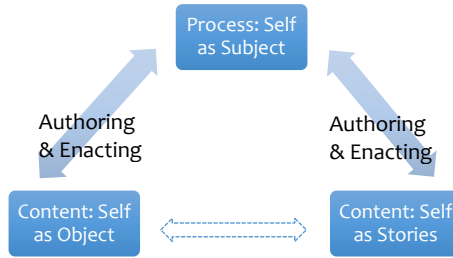 Process: Self
as Subject
Authoring
& Enacting
Authoring
& Enacting
Content: Self
as Object
Content: Self
as Stories